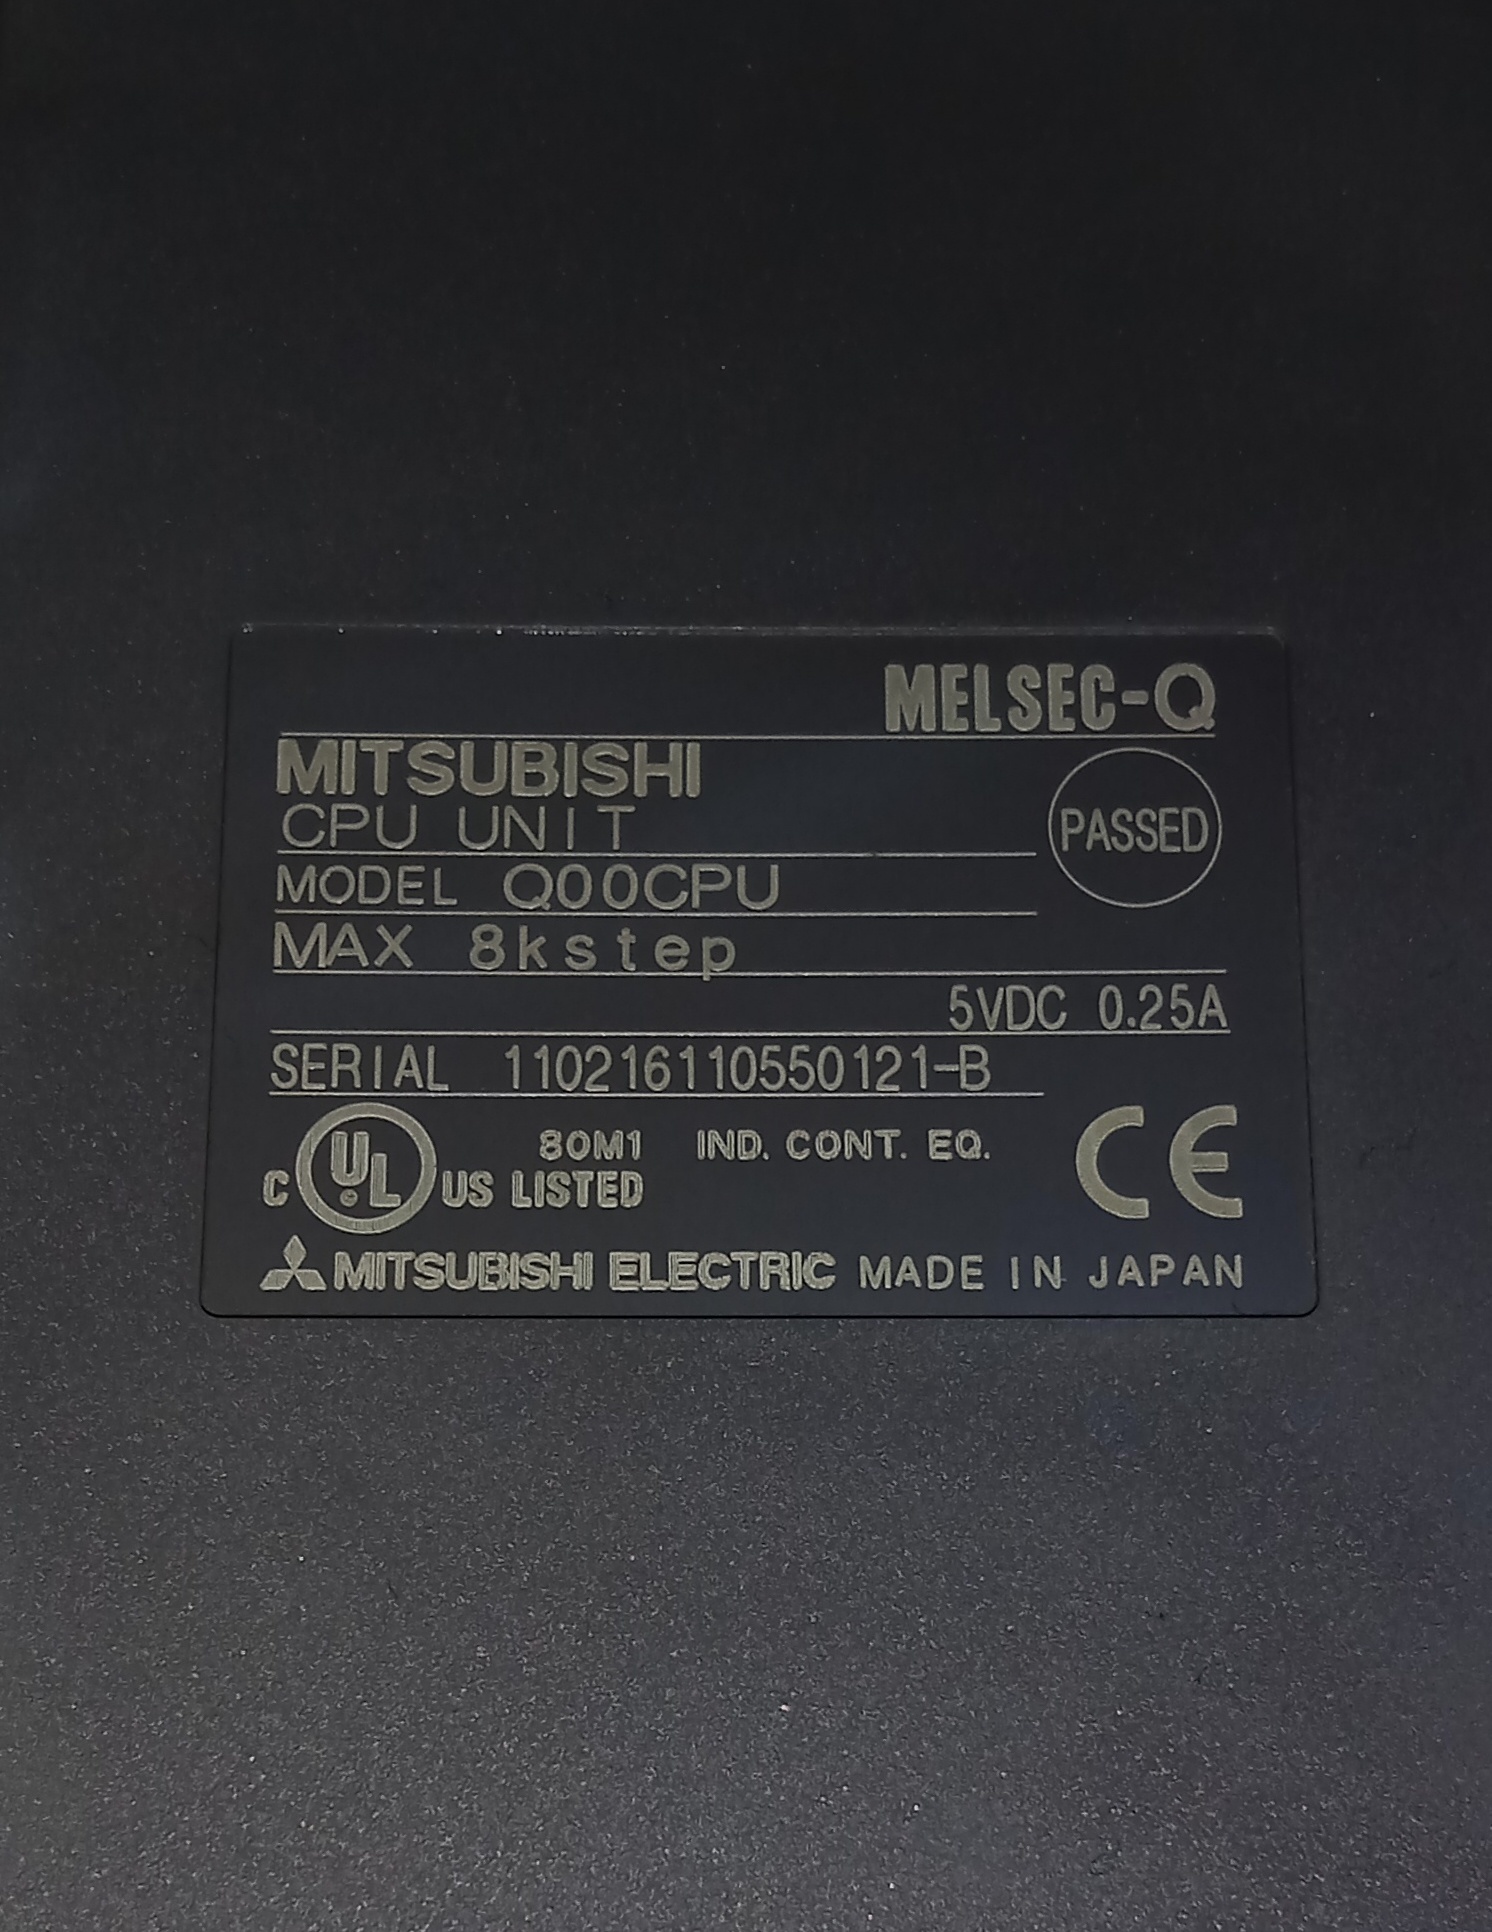 MELSEC-Q
MITSUBISHI
CPU UNIT
PASSED
MODEL Q00CPU
MAX 8kstep
5VDC 0.25A
SERIAL 110216110550121-B
80M1 IND. CONT. EQ.
C UL US LISTED
CE
MITSUBISHI ELECTRIC MADE IN JAPAN